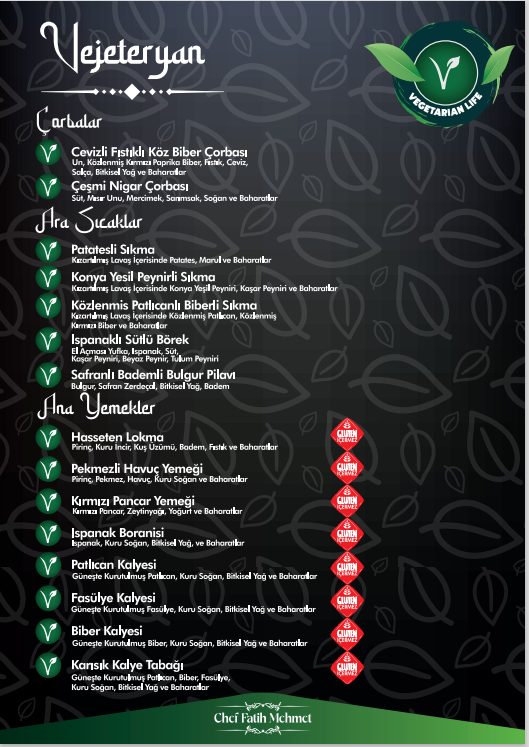 Vejeteryan
VEGETARIAN LIFE
Çorbalar
Cevizli Fıstıklı Köz Biber Çorbası
Un, Közlenmiş Kırmızı Paprika Biber, Fıstık, Ceviz,
Salça, Bitkisel Yağ ve Baharatlar
Çeşmi Nigar Çorbası
Süt, Mısır Unu, Mercimek, Sarımsak, Soğan ve Baharatlar
Ara Sıcaklar
Patatesli Sıkma
Kızartılmış Lavaş İçerisinde Patates, Marul ve Baharatlar
Konya Yesil Peynirli Sıkma
Kızartılmış Lavaş İçerisinde Konya Yeşil Peyniri, Kaşar Peyniri ve Baharatlar
Közlenmis Patlıcanlı Biberli Sıkma
Kızartılmış Lavaş İçerisinde Közlenmiş Patlıcan, Közlenmiş
Kırmızı Biber ve Baharatlar
Ispanaklı Sütlü Börek
El Açması Yufka, Ispanak, Süt,
Kaşar Peyniri, Beyaz Peynir, Tulum Peyniri
Safranlı Bademli Bulgur Pilavı
Bulgur, Safran Zerdeçal, Bitkisel Yağ, Badem
Ana Yemekler
Hasseten Lokma
Pirinç, Kuru İncir, Kuş Üzümü, Badem, Fıstık ve Baharatlar
GLUTEN İÇERMEZ
Pekmezli Havuç Yemeği
Pirinç, Pekmez, Havuç, Kuru Soğan ve Baharatlar
GLUTEN İÇERMEZ
Kırmızı Pancar Yemeği
Kırmızı Pancar, Zeytinyağı, Yoğurt ve Baharatlar
GLUTEN İÇERMEZ
Ispanak Boranisi
Ispanak, Kuru Soğan, Bitkisel Yağ, ve Baharatlar
GLUTEN İÇERMEZ
Patlıcan Kalyesi
Güneşte Kurutulmuş Patlıcan, Kuru Soğan, Bitkisel Yağ ve Baharatlar
GLUTEN İÇERMEZ
Fasülye Kalyesi
Güneşte Kurutulmuş Fasülye, Kuru Soğan, Bitkisel Yağ ve Baharatlar
GLUTEN İÇERMEZ
Biber Kalyesi
Güneşte Kurutulmuş Biber, Kuru Soğan, Bitkisel Yağ ve Baharatlar
GLUTEN İÇERMEZ
Karısık Kalye Tabağı
Güneşte Kurutulmuş Patlıcan, Biber, Fasülye,
Kuru Soğan, Bitkisel Yağ ve Baharatlar
GLUTEN İÇERMEZ
Chef Fatih Mehmet